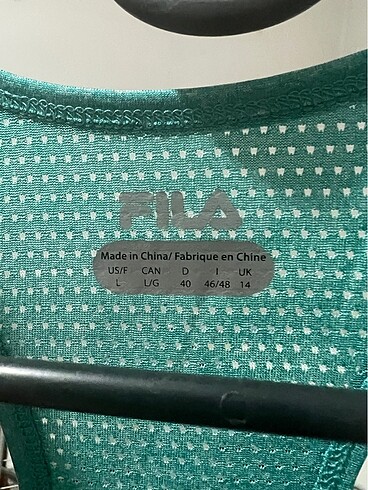 FILA
Made in China/ Fabrique en Chine
US/F CAN D I UK
L L/G 40 46/48 14